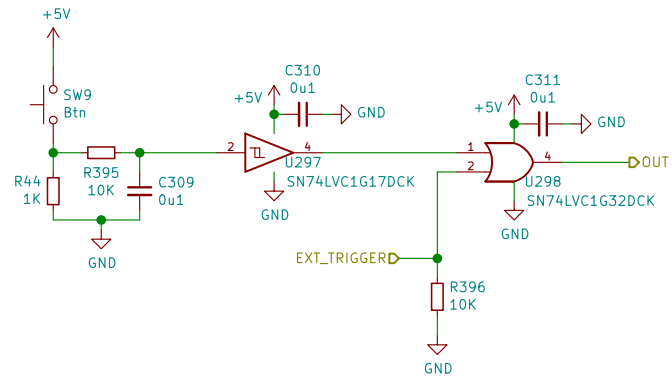 +5V
SW9
Btn
R44
1K
R395
10K
C309
0u1
GND
+5V
C310
0u1
GND
2
4
U297
SN74LVC1G17DCK
GND
+5V
C311
0u1
GND
1
2
4
U298
SN74LVC1G32DCK
GND
OUT
EXT_TRIGGER
R396
10K
GND